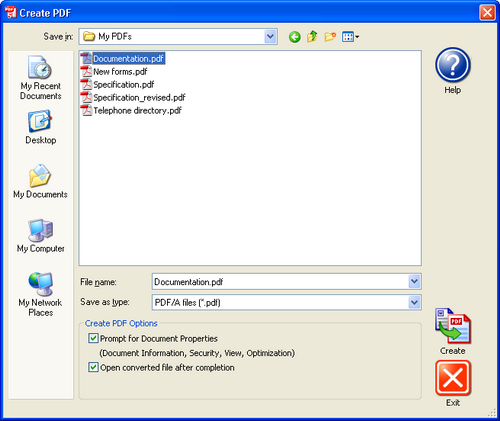 Create PDF
Save in: My PDFs
My Recent
Documents
Desktop
My Documents
My Computer
My Network
Places
Documentation.pdf
New forms.pdf
Specification.pdf
Specification_revised.pdf
Telephone directory.pdf
Help
File name: Documentation.pdf
Save as type: PDF/A files (*.pdf)
Create PDF Options
Prompt for Document Properties
(Document Information, Security, View, Optimization)
Open converted file after completion
PDF
Create
Exit